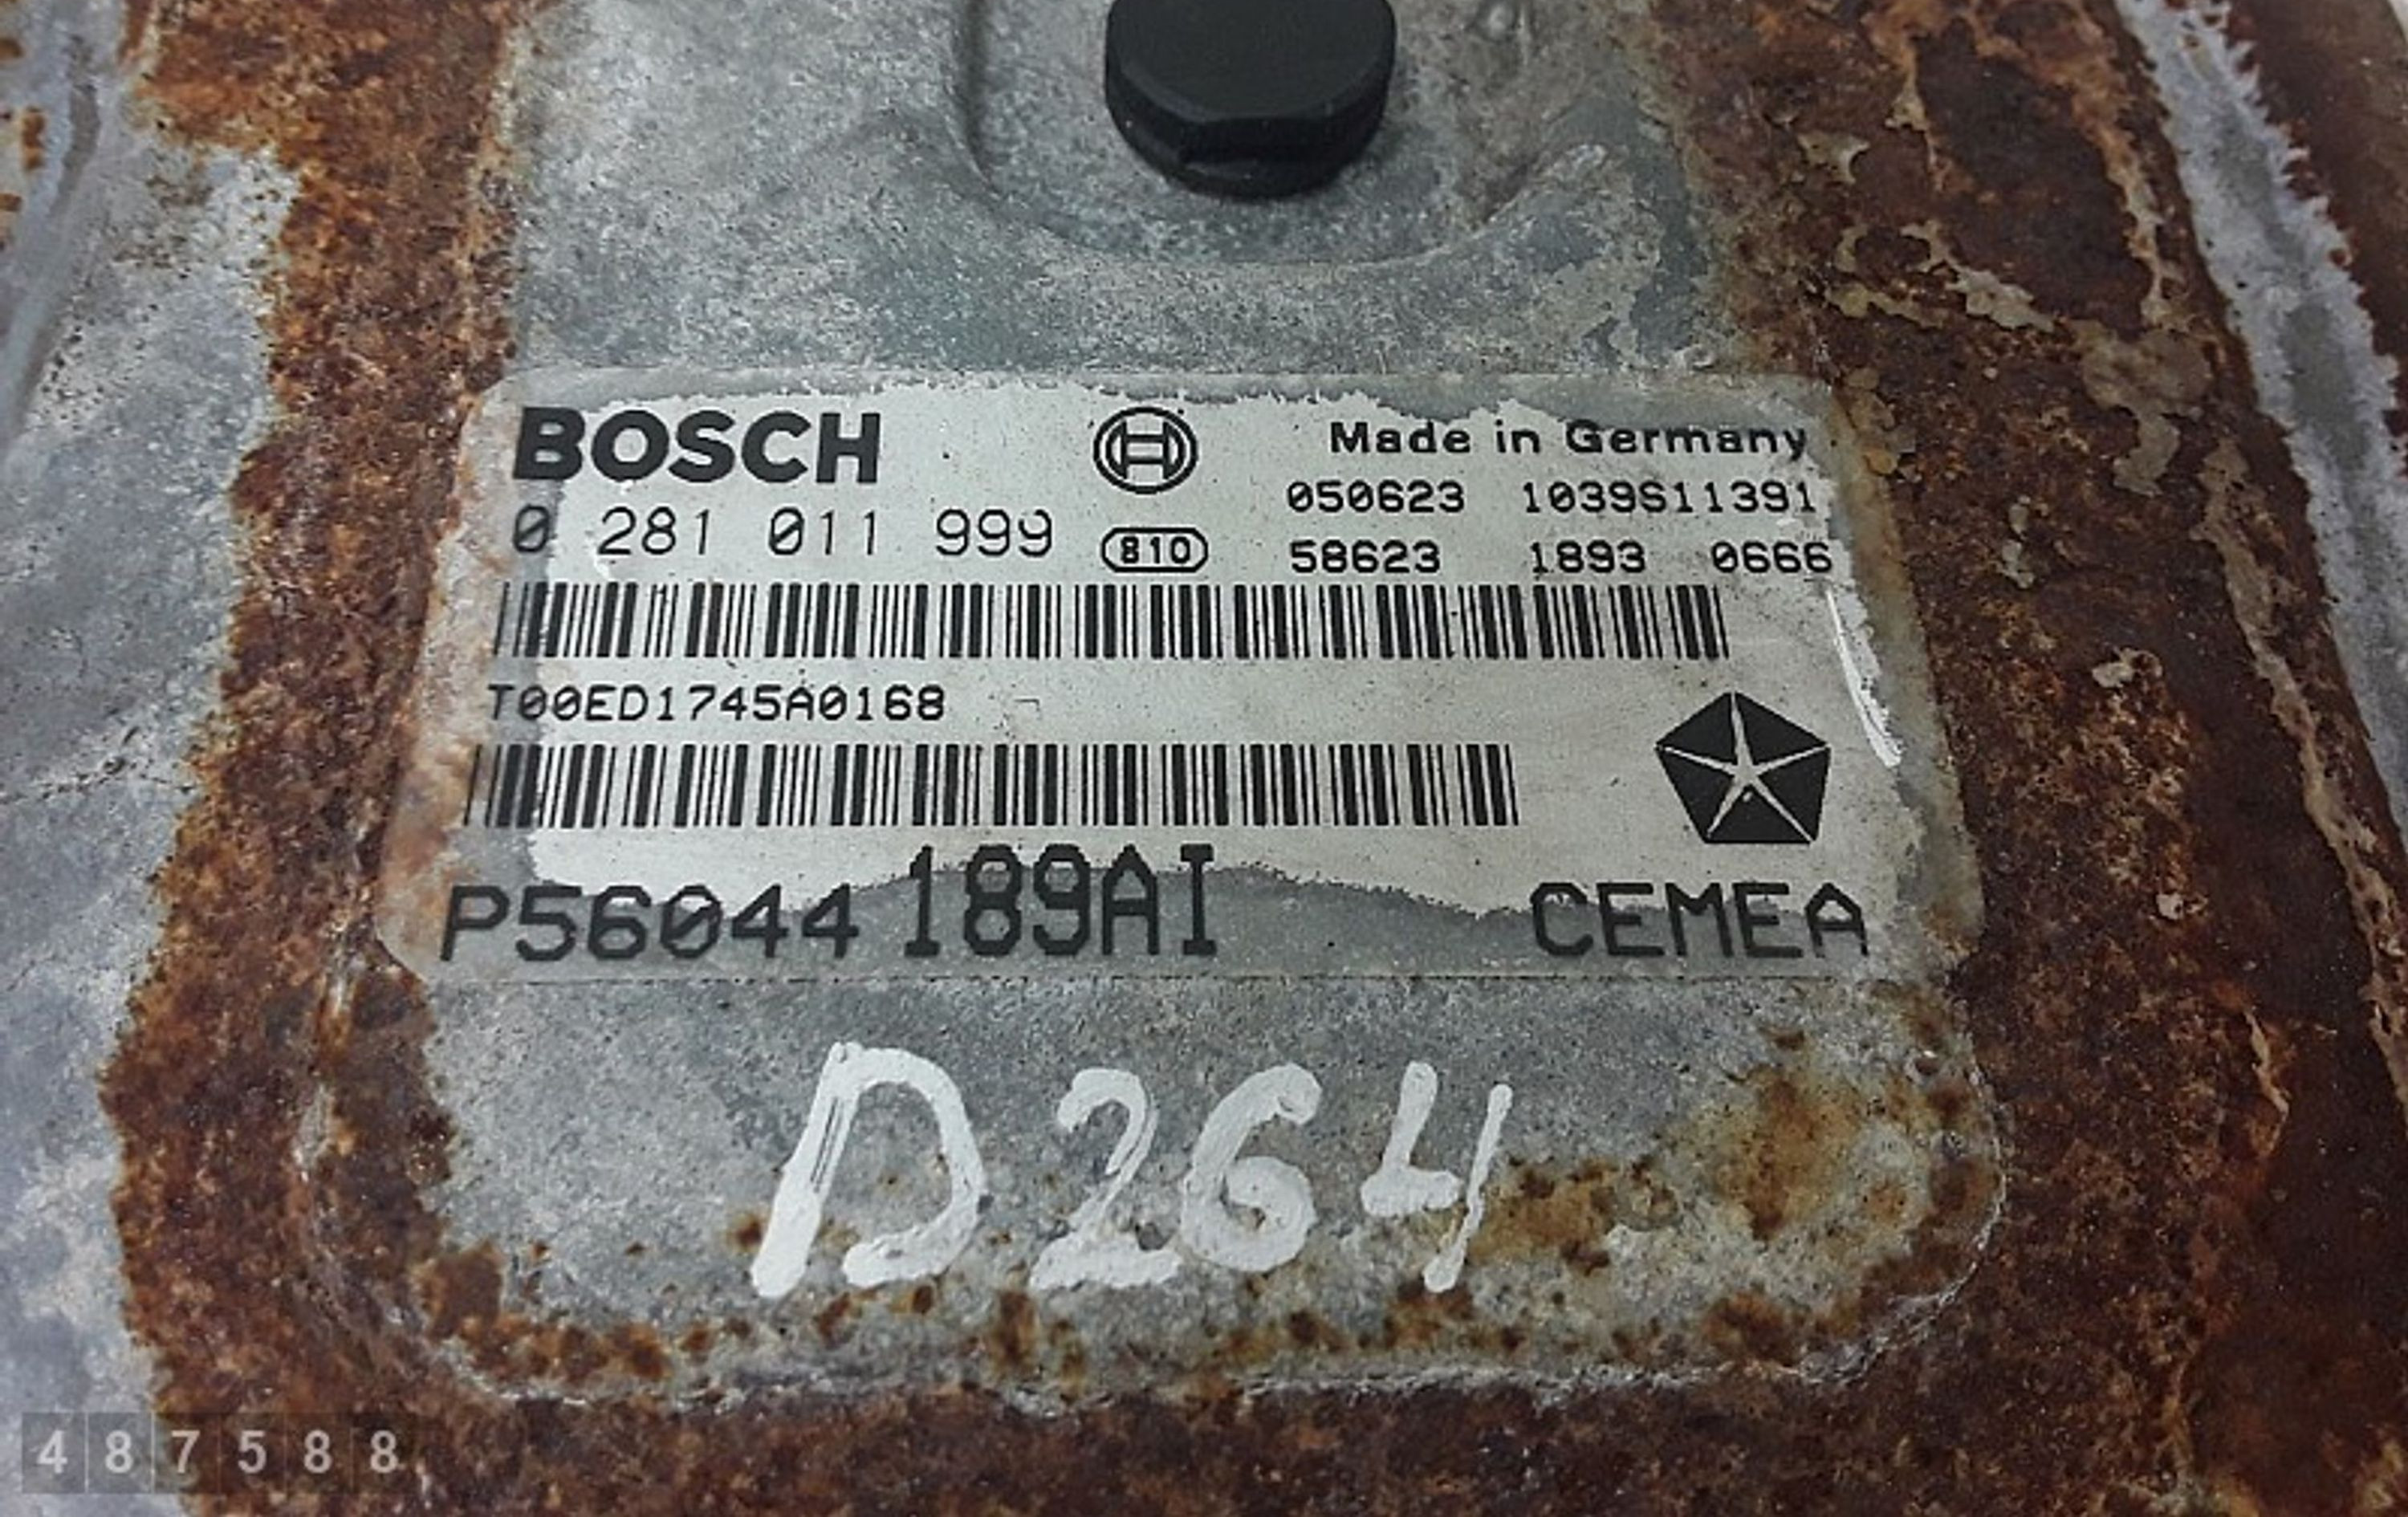 BOSCH
Made in Germany
050623 1039S11391
0 281 011 999
810
58623 1893 0666
T00ED1745A0168
P56044189AI
CEMEA
D264
487588